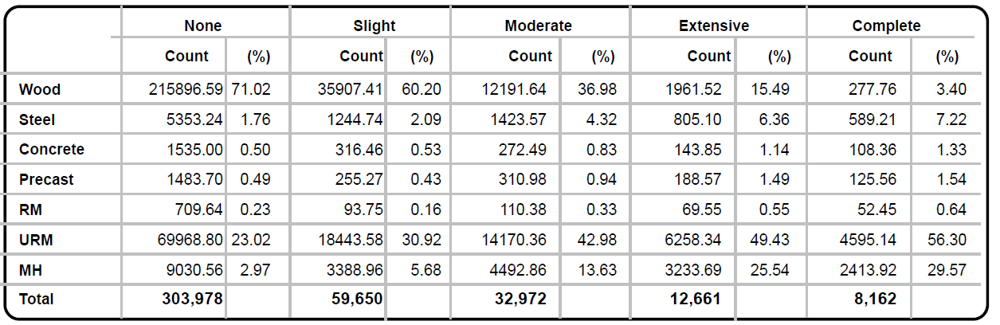 None Slight Moderate Extensive Complete
Count (%) Count (%) Count (%) Count (%) Count (%)
Wood 215896.59 71.02 35907.41 60.20 12191.64 36.98 1961.52 15.49 277.76 3.40
Steel 5353.24 1.76 1244.74 2.09 1423.57 4.32 805.10 6.36 589.21 7.22
Concrete 1535.00 0.50 316.46 0.53 272.49 0.83 143.85 1.14 108.36 1.33
Precast 1483.70 0.49 255.27 0.43 310.98 0.94 188.57 1.49 125.56 1.54
RM 709.64 0.23 93.75 0.16 110.38 0.33 69.55 0.55 52.45 0.64
URM 69968.80 23.02 18443.58 30.92 14170.36 42.98 6258.34 49.43 4595.14 56.30
MH 9030.56 2.97 3388.96 5.68 4492.86 13.63 3233.69 25.54 2413.92 29.57
Total 303,978 59,650 32,972 12,661 8,162